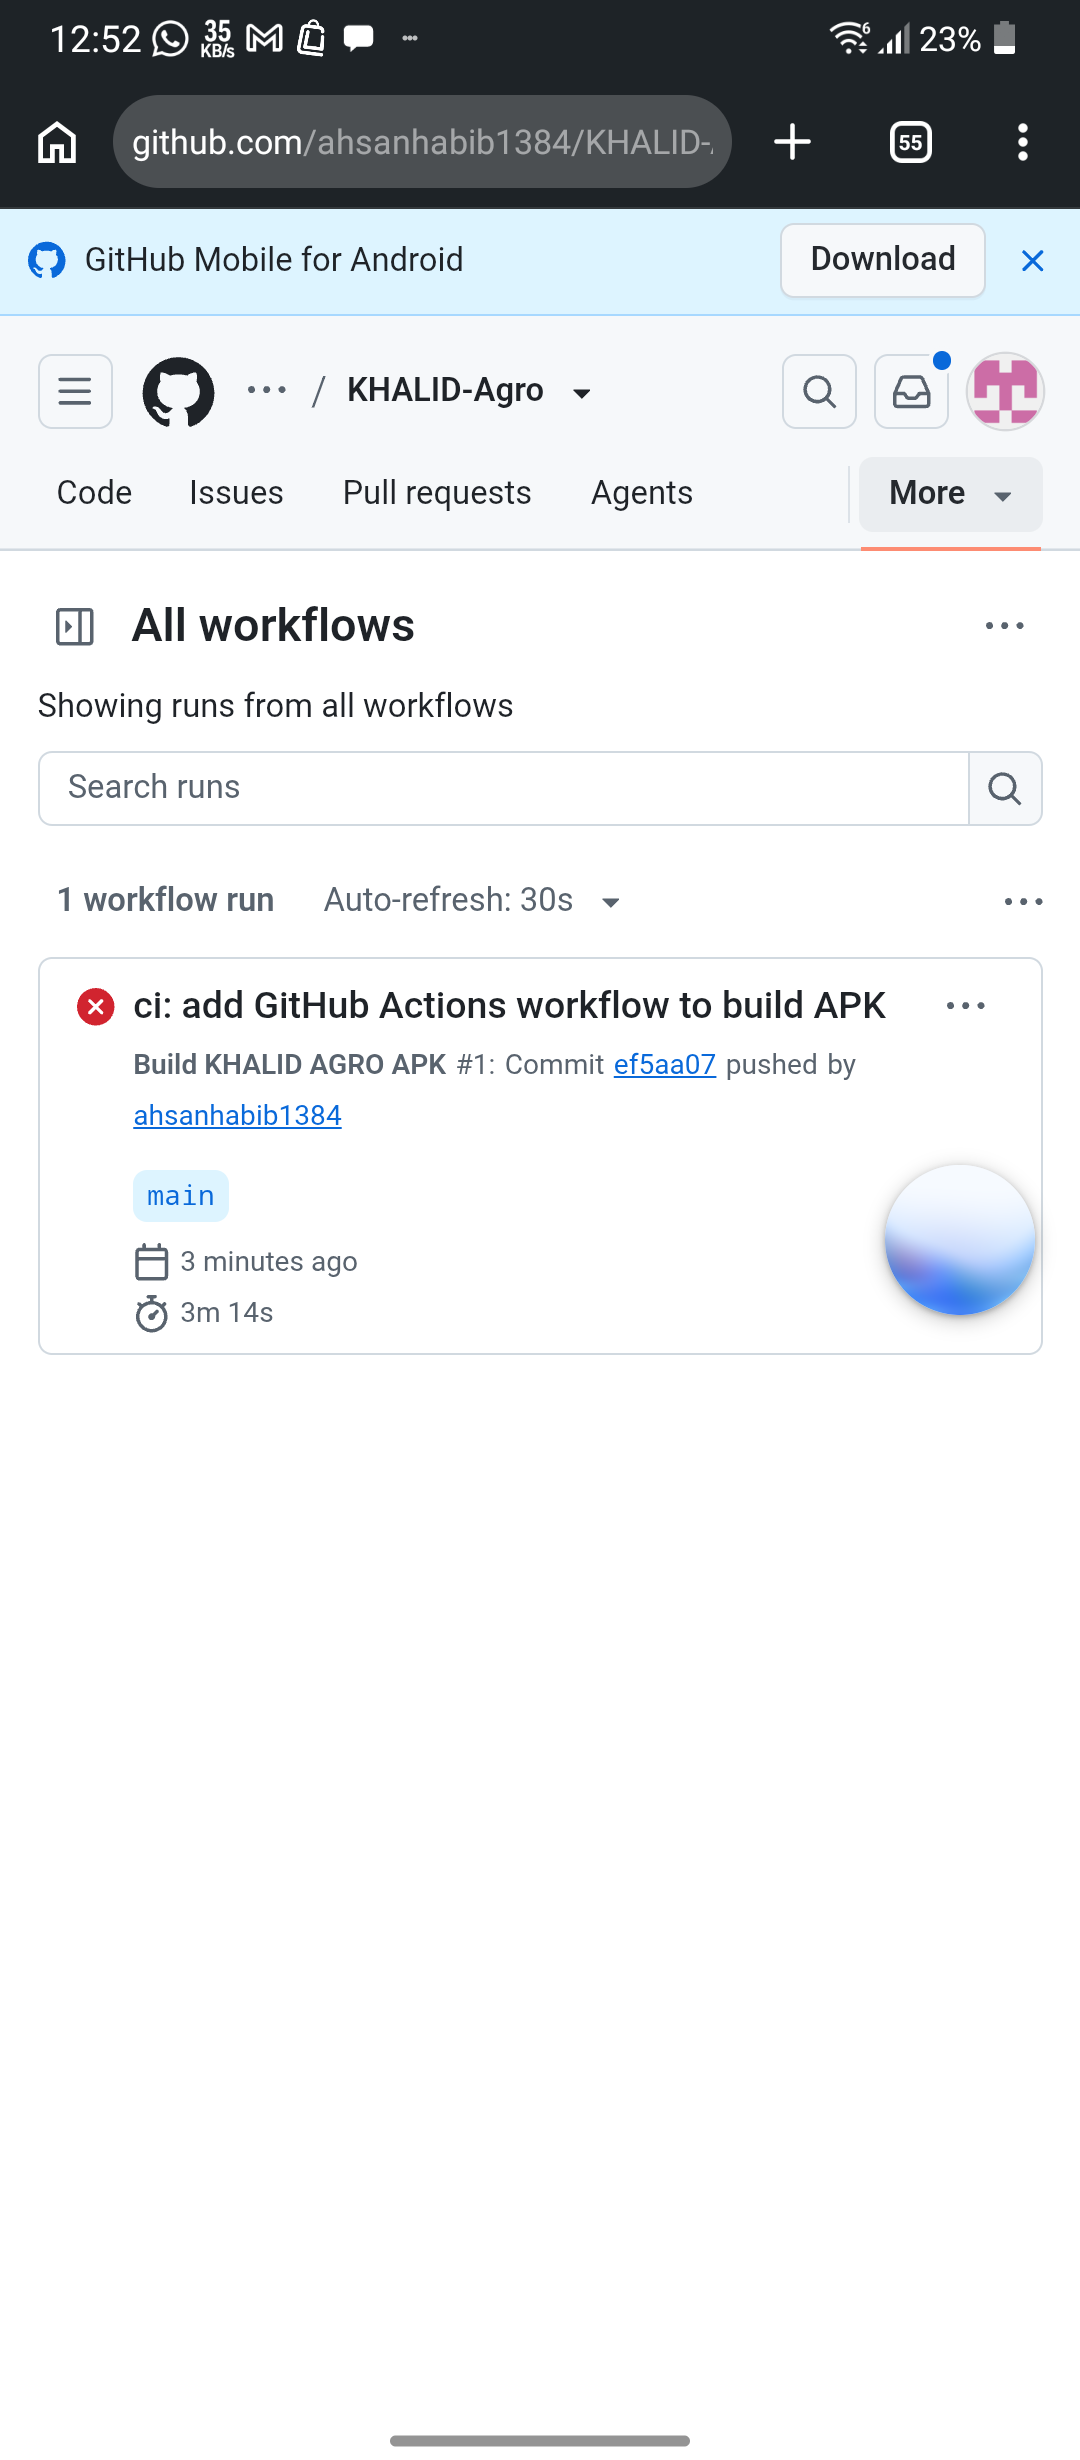 12:52 35 KB/s 6 23%
github.com/ahsanhabib1384/KHALID- 55
GitHub Mobile for Android Download
/ KHALID-Agro
Code Issues Pull requests Agents More
All workflows
Showing runs from all workflows
Search runs
1 workflow run Auto-refresh: 30s
ci: add GitHub Actions workflow to build APK
Build KHALID AGRO APK #1: Commit ef5aa07 pushed by
ahsanhabib1384
main
3 minutes ago
3m 14s